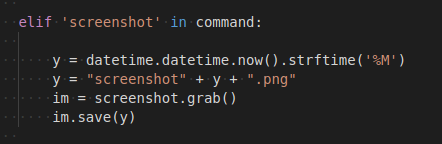 elif 'screenshot' in command:
y = datetime.datetime.now().strftime('%M')
y = "screenshot" + y + ".png"
im = screenshot.grab()
im.save(y)